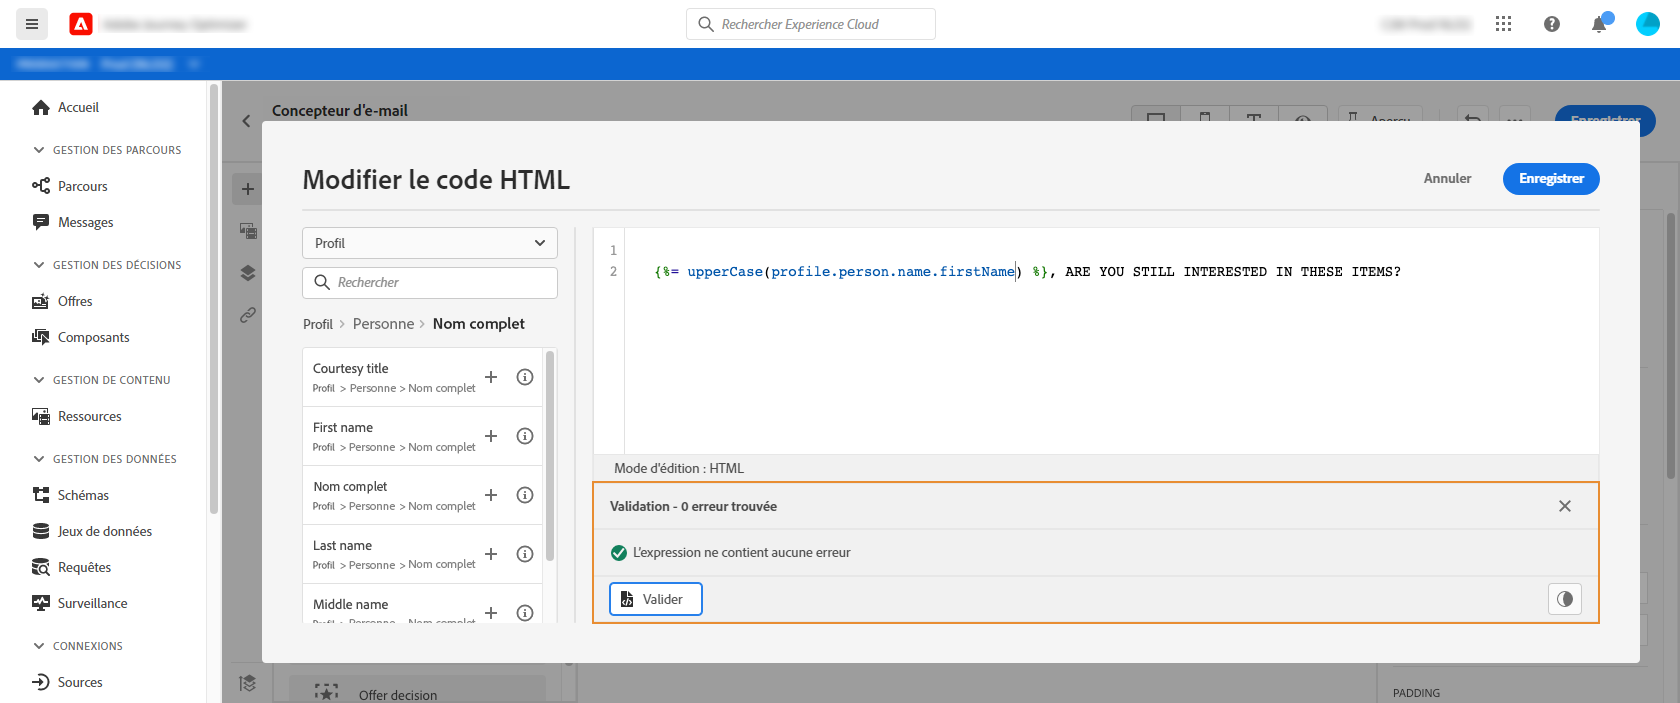 Rechercher Experience Cloud
Accueil
GESTION DES PARCOURS
Parcours
Messages
GESTION DES DÉCISIONS
Offres
Composants
GESTION DE CONTENU
Ressources
GESTION DES DONNÉES
Schémas
Jeux de données
Requêtes
Surveillance
CONNEXIONS
Sources
Concepteur d'e-mail
Aperçu
Enregistrer
Modifier le code HTML
Annuler
Enregistrer
Profil
Rechercher
Profil > Personne > Nom complet
Courtesy title
Profil > Personne > Nom complet
First name
Profil > Personne > Nom complet
Nom complet
Profil > Personne > Nom complet
Last name
Profil > Personne > Nom complet
Middle name
Profil > Personne > Nom complet
1
2 {%= upperCase(profile.person.name.firstName) %}, ARE YOU STILL INTERESTED IN THESE ITEMS?
Mode d'édition : HTML
Validation - 0 erreur trouvée
L'expression ne contient aucune erreur
Valider
Offer decision
PADDING